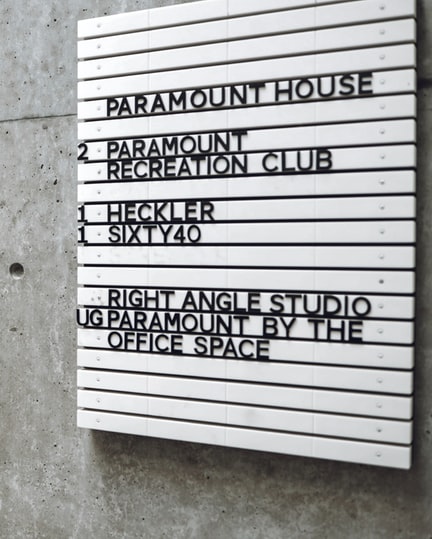 PARAMOUNT HOUSE
2 PARAMOUNT
RECREATION CLUB
1 HECKLER
1 SIXTY40
RIGHT ANGLE STUDIO
UG PARAMOUNT BY THE
OFFICE SPACE